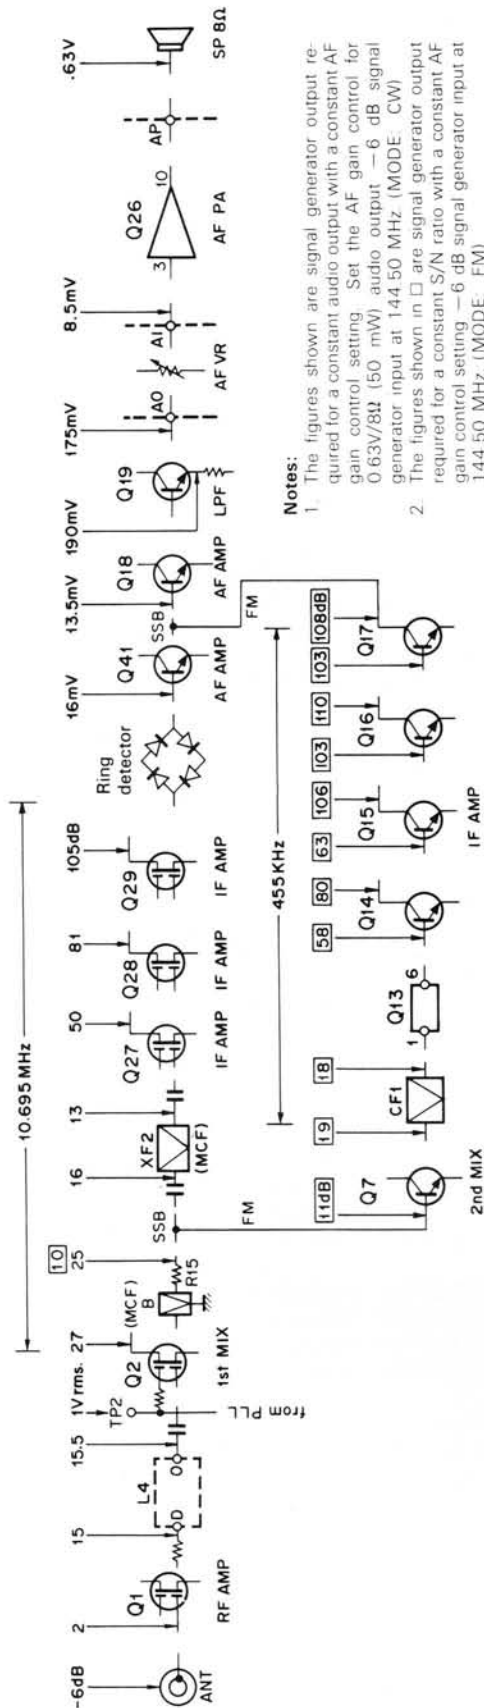 -6dB
ANT
2
Q1
RF AMP
15
D
L4
O
15.5
1V rms.
TP2
from PLL
27
Q2
1st MIX
10.695 MHz
(MCF)
B
10
25
R15
SSB
FM
16
XF2
(MCF)
13
50
Q27
IF AMP
81
Q28
IF AMP
105dB
Q29
IF AMP
Ring
detector
16mV
Q41
AF AMP
SSB
FM
13.5mV
Q18
AF AMP
190mV
Q19
LPF
175mV
AO
AF VR
AI
8.5mV
3
Q26
10
AF PA
AP
.63V
SP 8Ω
11dB
Q7
2nd MIX
19
CF1
18
455KHz
1
Q13
6
58
Q14
80
63
Q15
106
IF AMP
103
Q16
110
103
Q17
108dB
Notes:
1. The figures shown are signal generator output re-
quired for a constant audio output with a constant AF
gain control setting. Set the AF gain control for
0.63V/8Ω (50 mW) audio output −6 dB signal
generator input at 144.50 MHz (MODE: CW)
2. The figures shown in □ are signal generator output
required for a constant S/N ratio with a constant AF
gain control setting −6 dB signal generator input at
144.50 MHz (MODE: FM)